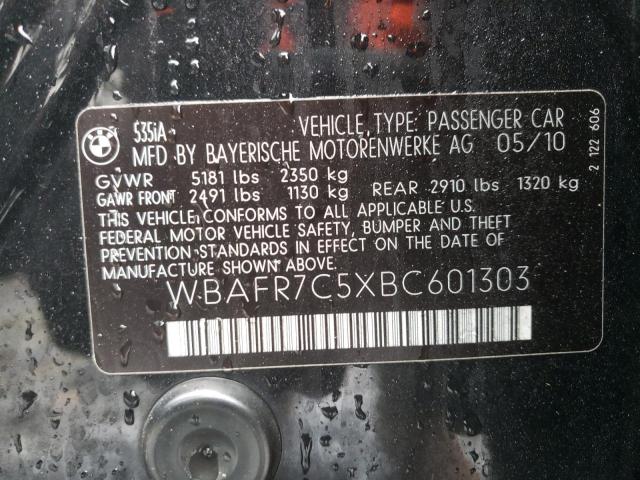 BMW
535iA VEHICLE TYPE: PASSENGER CAR
MFD BY BAYERISCHE MOTORENWERKE AG 05/10
GVWR 5181 lbs 2350 kg
GAWR FRONT 2491 lbs 1130 kg REAR 2910 lbs 1320 kg
THIS VEHICLE CONFORMS TO ALL APPLICABLE U.S.
FEDERAL MOTOR VEHICLE SAFETY, BUMPER AND THEFT
PREVENTION STANDARDS IN EFFECT ON THE DATE OF
MANUFACTURE SHOWN ABOVE.
WBAFR7C5XBC601303
2 122 606